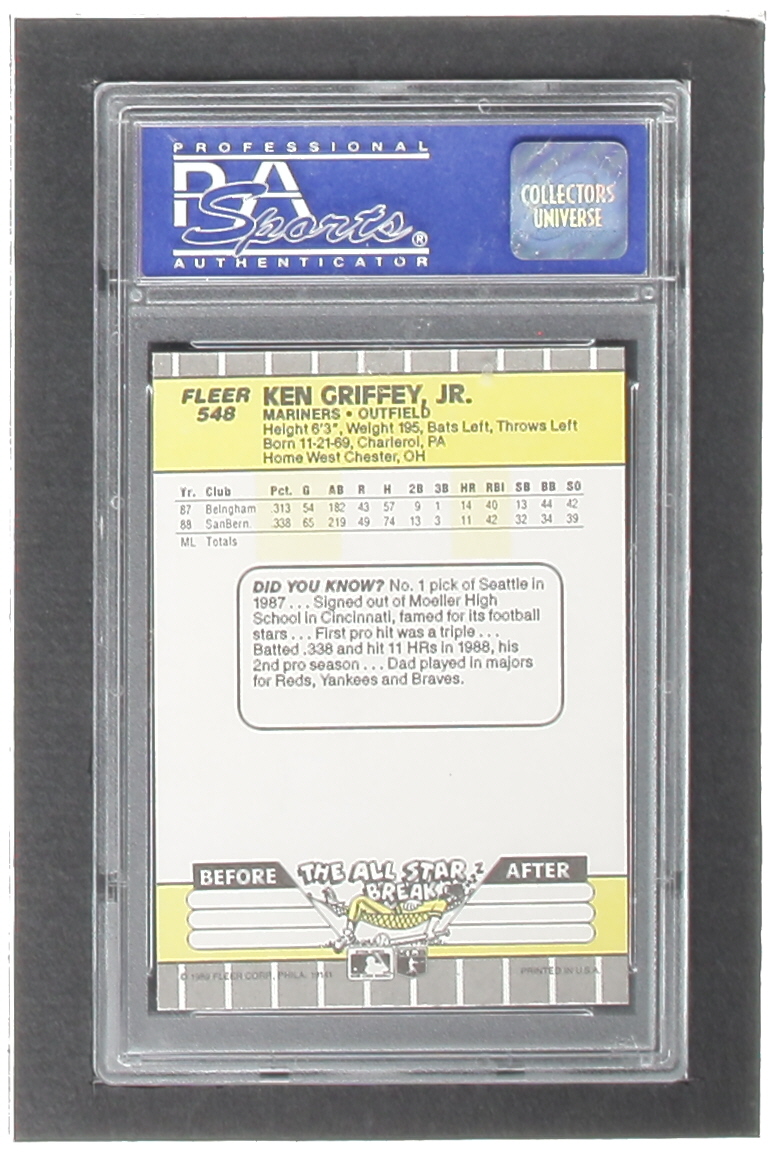 PROFESSIONAL
PSA
Sports®
AUTHENTICATOR
COLLECTORS
UNIVERSE
FLEER
548
KEN GRIFFEY, JR.
MARINERS • OUTFIELD
Height 6'3", Weight 195, Bats Left, Throws Left
Born 11-21-69, Charleroi, PA
Home West Chester, OH
Yr. Club Pct. G AB R H 2B 3B HR RBI SB BB SO
87 Belngham .313 54 182 43 57 9 1 14 40 13 44 42
88 SanBern. .338 65 219 49 74 13 3 11 42 32 34 39
ML Totals
DID YOU KNOW? No. 1 pick of Seattle in
1987 . . . Signed out of Moeller High
School in Cincinnati, famed for its football
stars . . . First pro hit was a triple . . .
Batted .338 and hit 11 HRs in 1988, his
2nd pro season . . . Dad played in majors
for Reds, Yankees and Braves.
BEFORE
THE ALL STAR
BREAK
AFTER
© 1989 FLEER CORP., PHILA. 19141
PRINTED IN U.S.A.